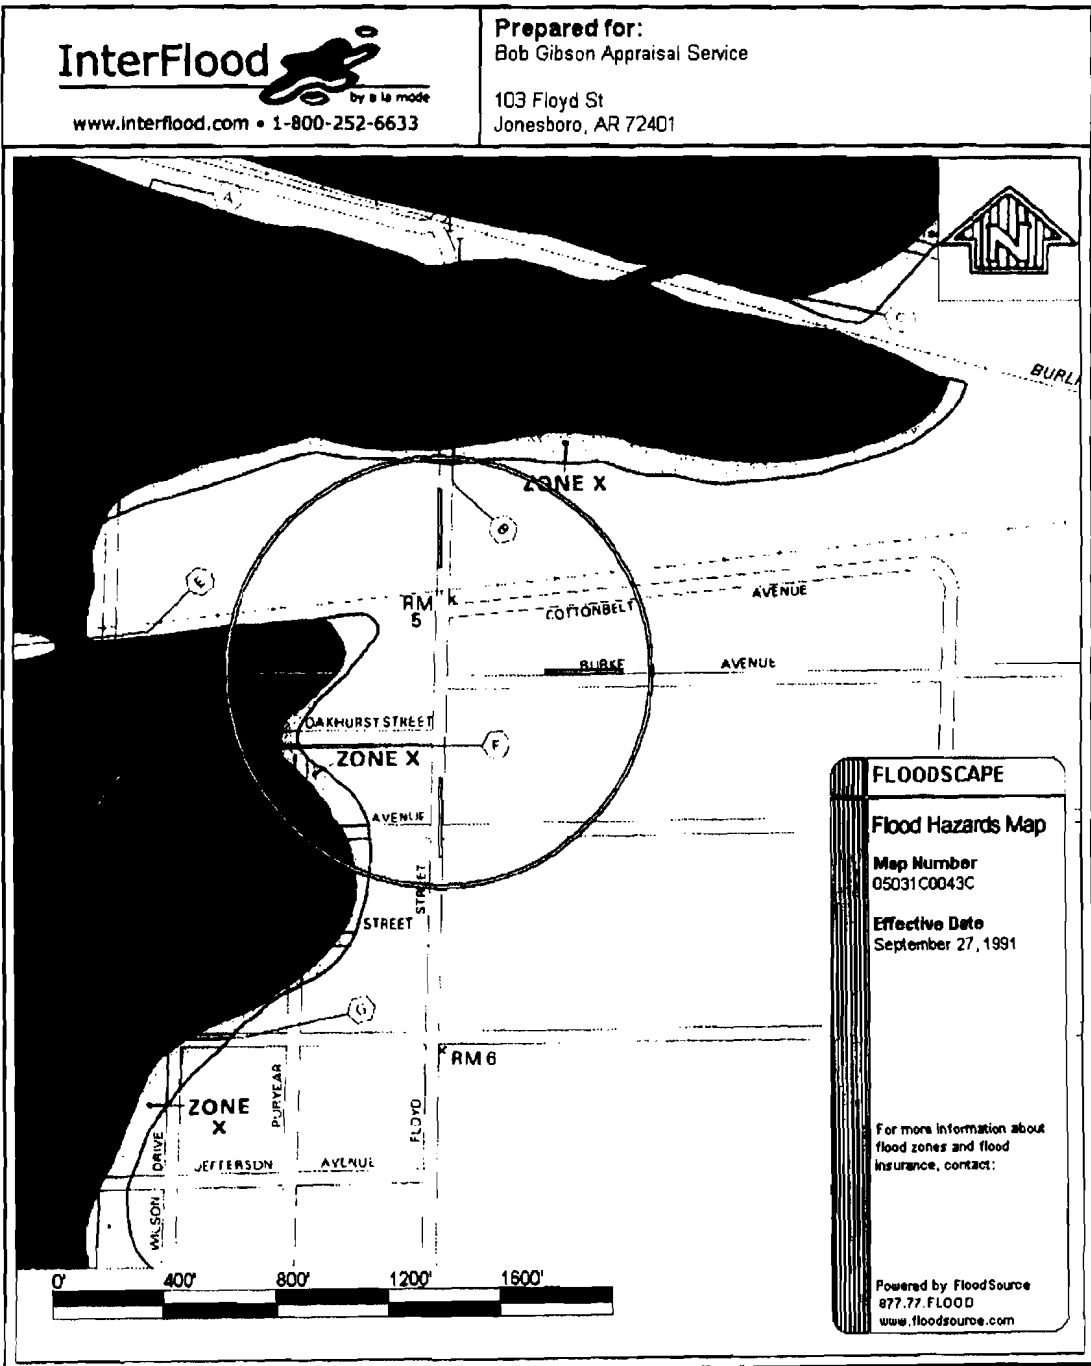 InterFlood
by a la mode
www.interflood.com • 1-800-252-6633
Prepared for:
Bob Gibson Appraisal Service
103 Floyd St
Jonesboro, AR 72401
A
N
C
ZONE X
B
E
RM
5
COTTONBELT
AVENUE
BURKE
AVENUE
OAKHURST STREET
ZONE X
F
AVENUE
STREET
STREET
G
RM 6
ZONE
X
PURYEAR
FLOYD
DRIVE
WILSON
JEFFERSON
AVENUE
0'
400'
800'
1200'
1600'
FLOODSCAPE
Flood Hazards Map
Map Number
05031C0043C
Effective Date
September 27, 1991
For more information about
flood zones and flood
insurance, contact:
Powered by FloodSource
877.77.FLOOD
www.floodsource.com